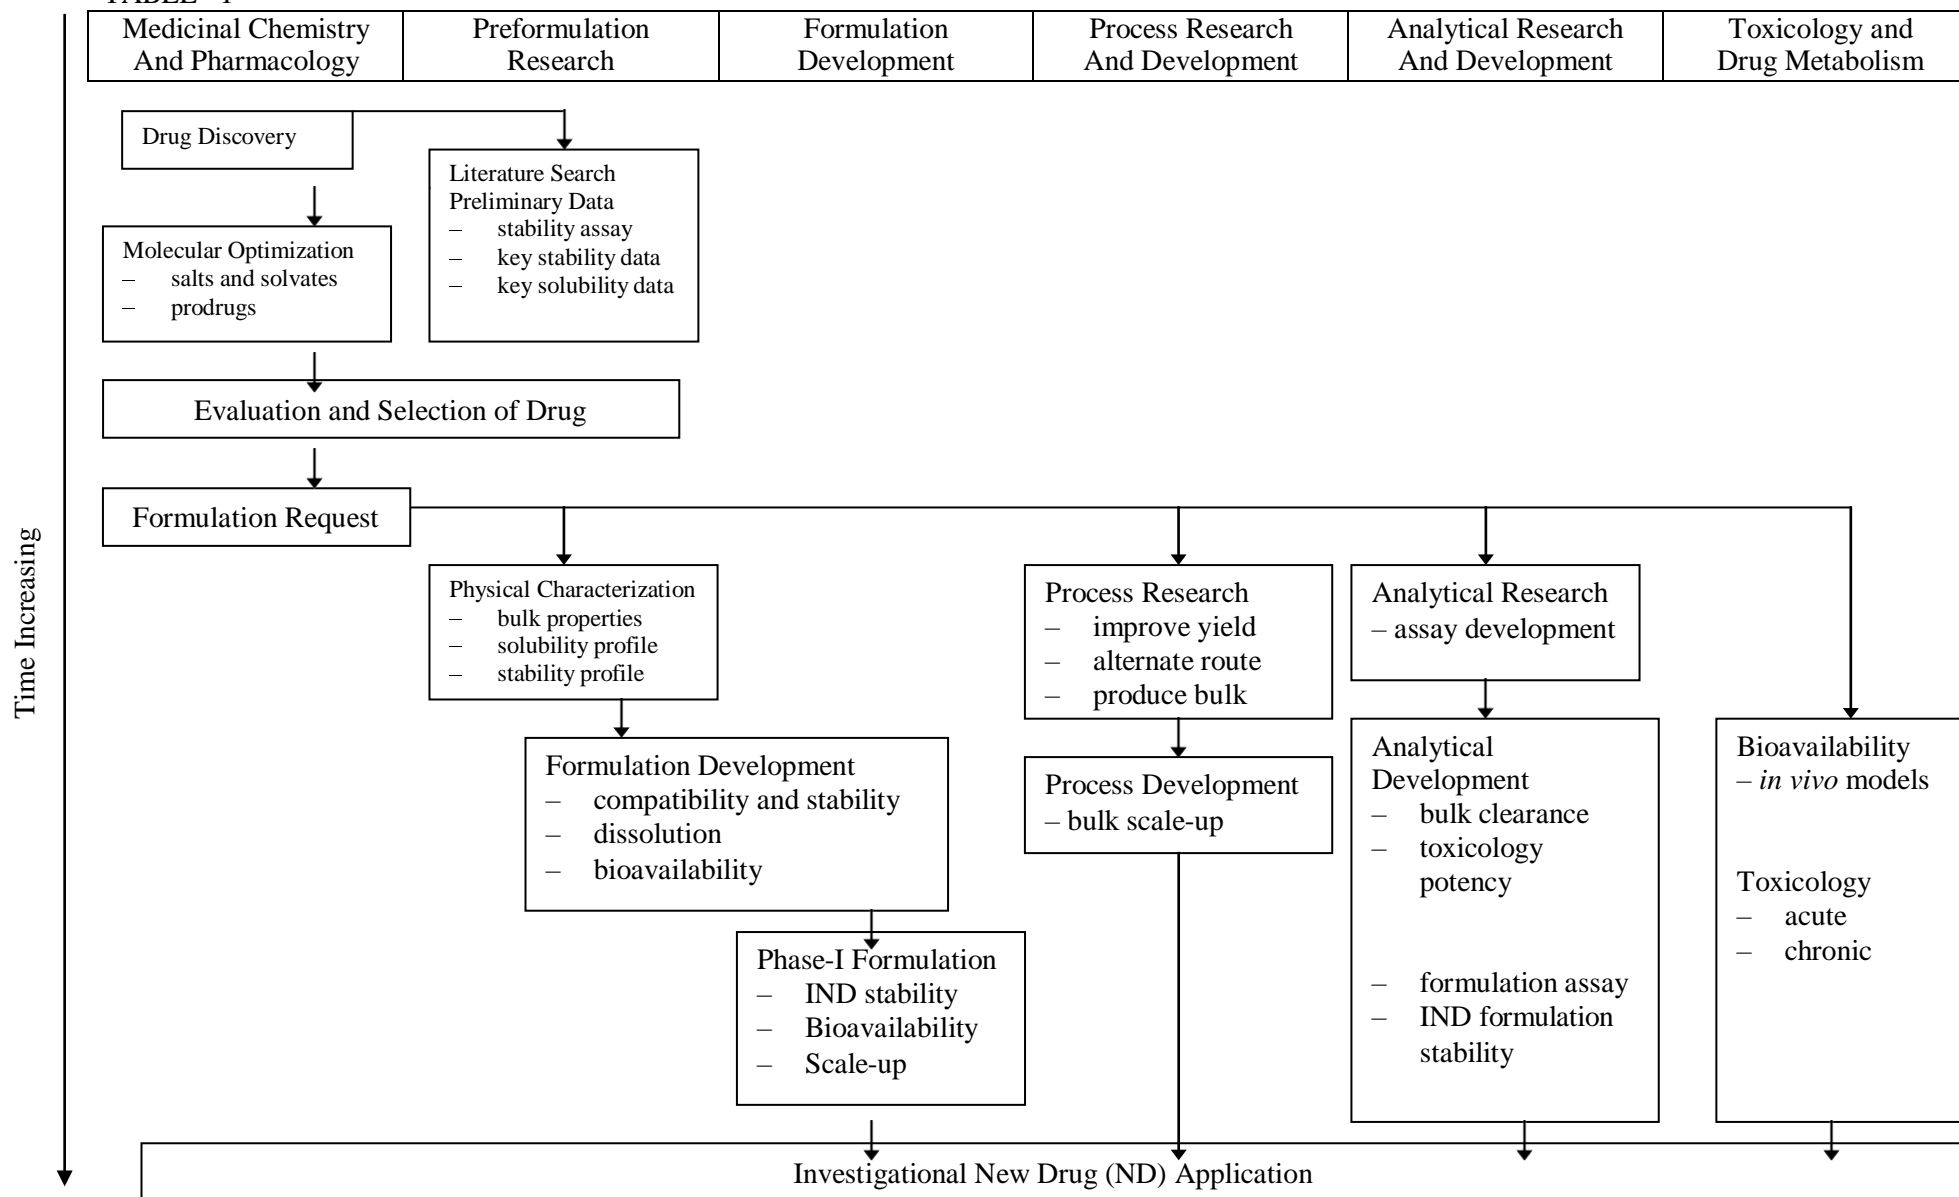 TABLE - 1
Medicinal Chemistry
And Pharmacology
Preformulation
Research
Formulation
Development
Process Research
And Development
Analytical Research
And Development
Toxicology and
Drug Metabolism
Drug Discovery
Literature Search
Preliminary Data
– stability assay
– key stability data
– key solubility data
Molecular Optimization
– salts and solvates
– prodrugs
Evaluation and Selection of Drug
Formulation Request
Time Increasing
Physical Characterization
– bulk properties
– solubility profile
– stability profile
Process Research
– improve yield
– alternate route
– produce bulk
Analytical Research
– assay development
Formulation Development
– compatibility and stability
– dissolution
– bioavailability
Process Development
– bulk scale-up
Analytical
Development
– bulk clearance
– toxicology
potency
– formulation assay
– IND formulation
stability
Bioavailability
– in vivo models
Toxicology
– acute
– chronic
Phase-I Formulation
– IND stability
– Bioavailability
– Scale-up
Investigational New Drug (ND) Application